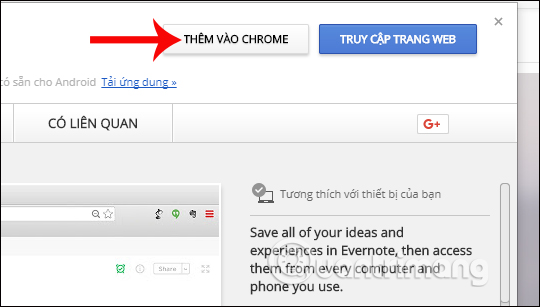 THÊM VÀO CHROME
TRUY CẬP TRANG WEB
có sẵn cho Android Tải ứng dụng »
CÓ LIÊN QUAN
G+
Tương thích với thiết bị của bạn
Share
Save all of your ideas and
experiences in Evernote, then access
them from every computer and
phone you use.
Quantrimang